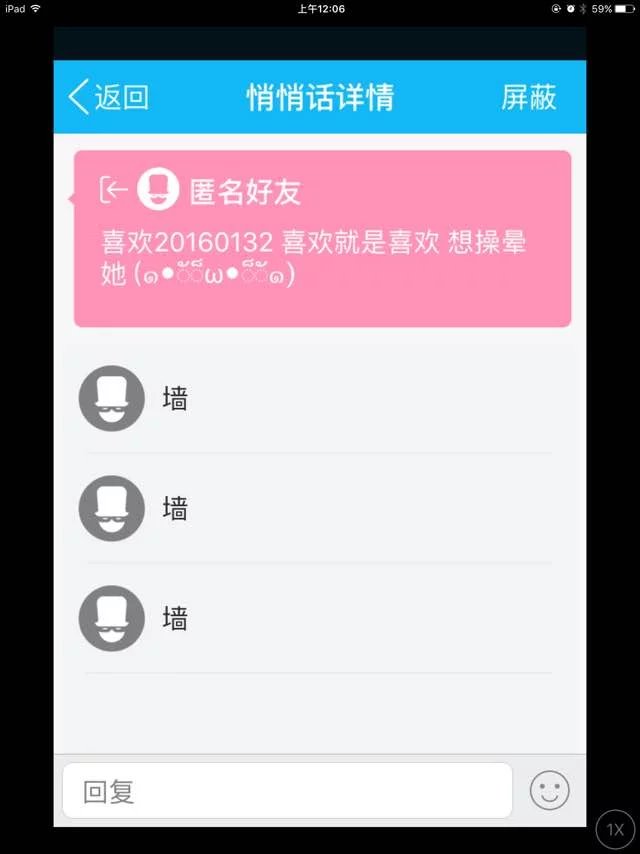 iPad
上午12:06
59%
返回
悄悄话详情
屏蔽
匿名好友
喜欢20160132 喜欢就是喜欢 想操晕
她 (๑•ั็ω•็ั๑)
墙
墙
墙
回复
1X